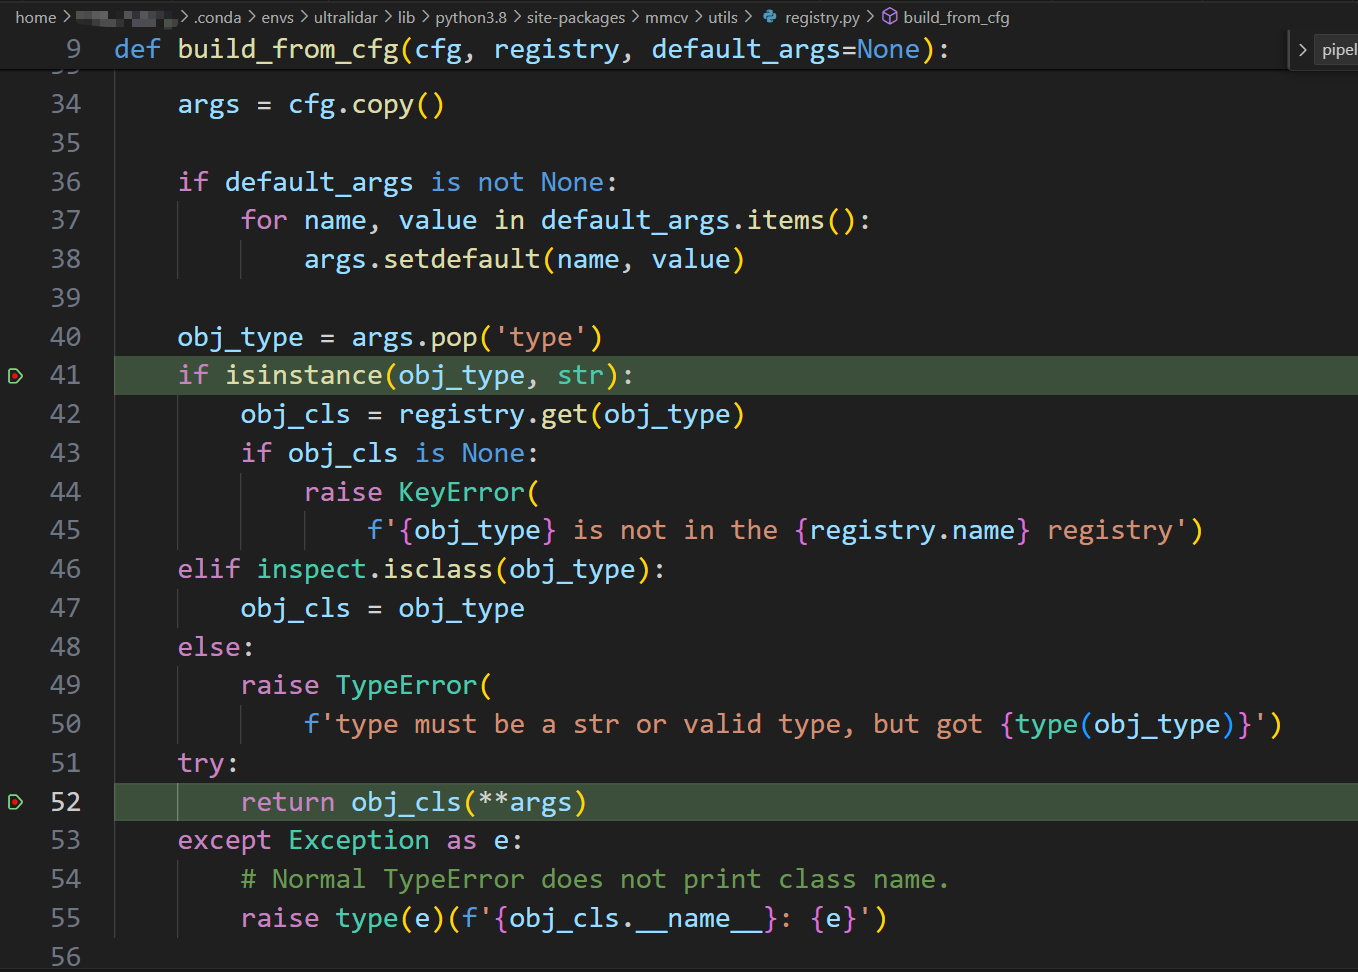 home > .conda > envs > ultralidar > lib > python3.8 > site-packages > mmcv > utils > registry.py > build_from_cfg
9 def build_from_cfg(cfg, registry, default_args=None):
> pipel
34     args = cfg.copy()
35
36     if default_args is not None:
37         for name, value in default_args.items():
38             args.setdefault(name, value)
39
40     obj_type = args.pop('type')
41     if isinstance(obj_type, str):
42         obj_cls = registry.get(obj_type)
43         if obj_cls is None:
44             raise KeyError(
45                 f'{obj_type} is not in the {registry.name} registry')
46     elif inspect.isclass(obj_type):
47         obj_cls = obj_type
48     else:
49         raise TypeError(
50             f'type must be a str or valid type, but got {type(obj_type)}')
51     try:
52         return obj_cls(**args)
53     except Exception as e:
54         # Normal TypeError does not print class name.
55         raise type(e)(f'{obj_cls.__name__}: {e}')
56